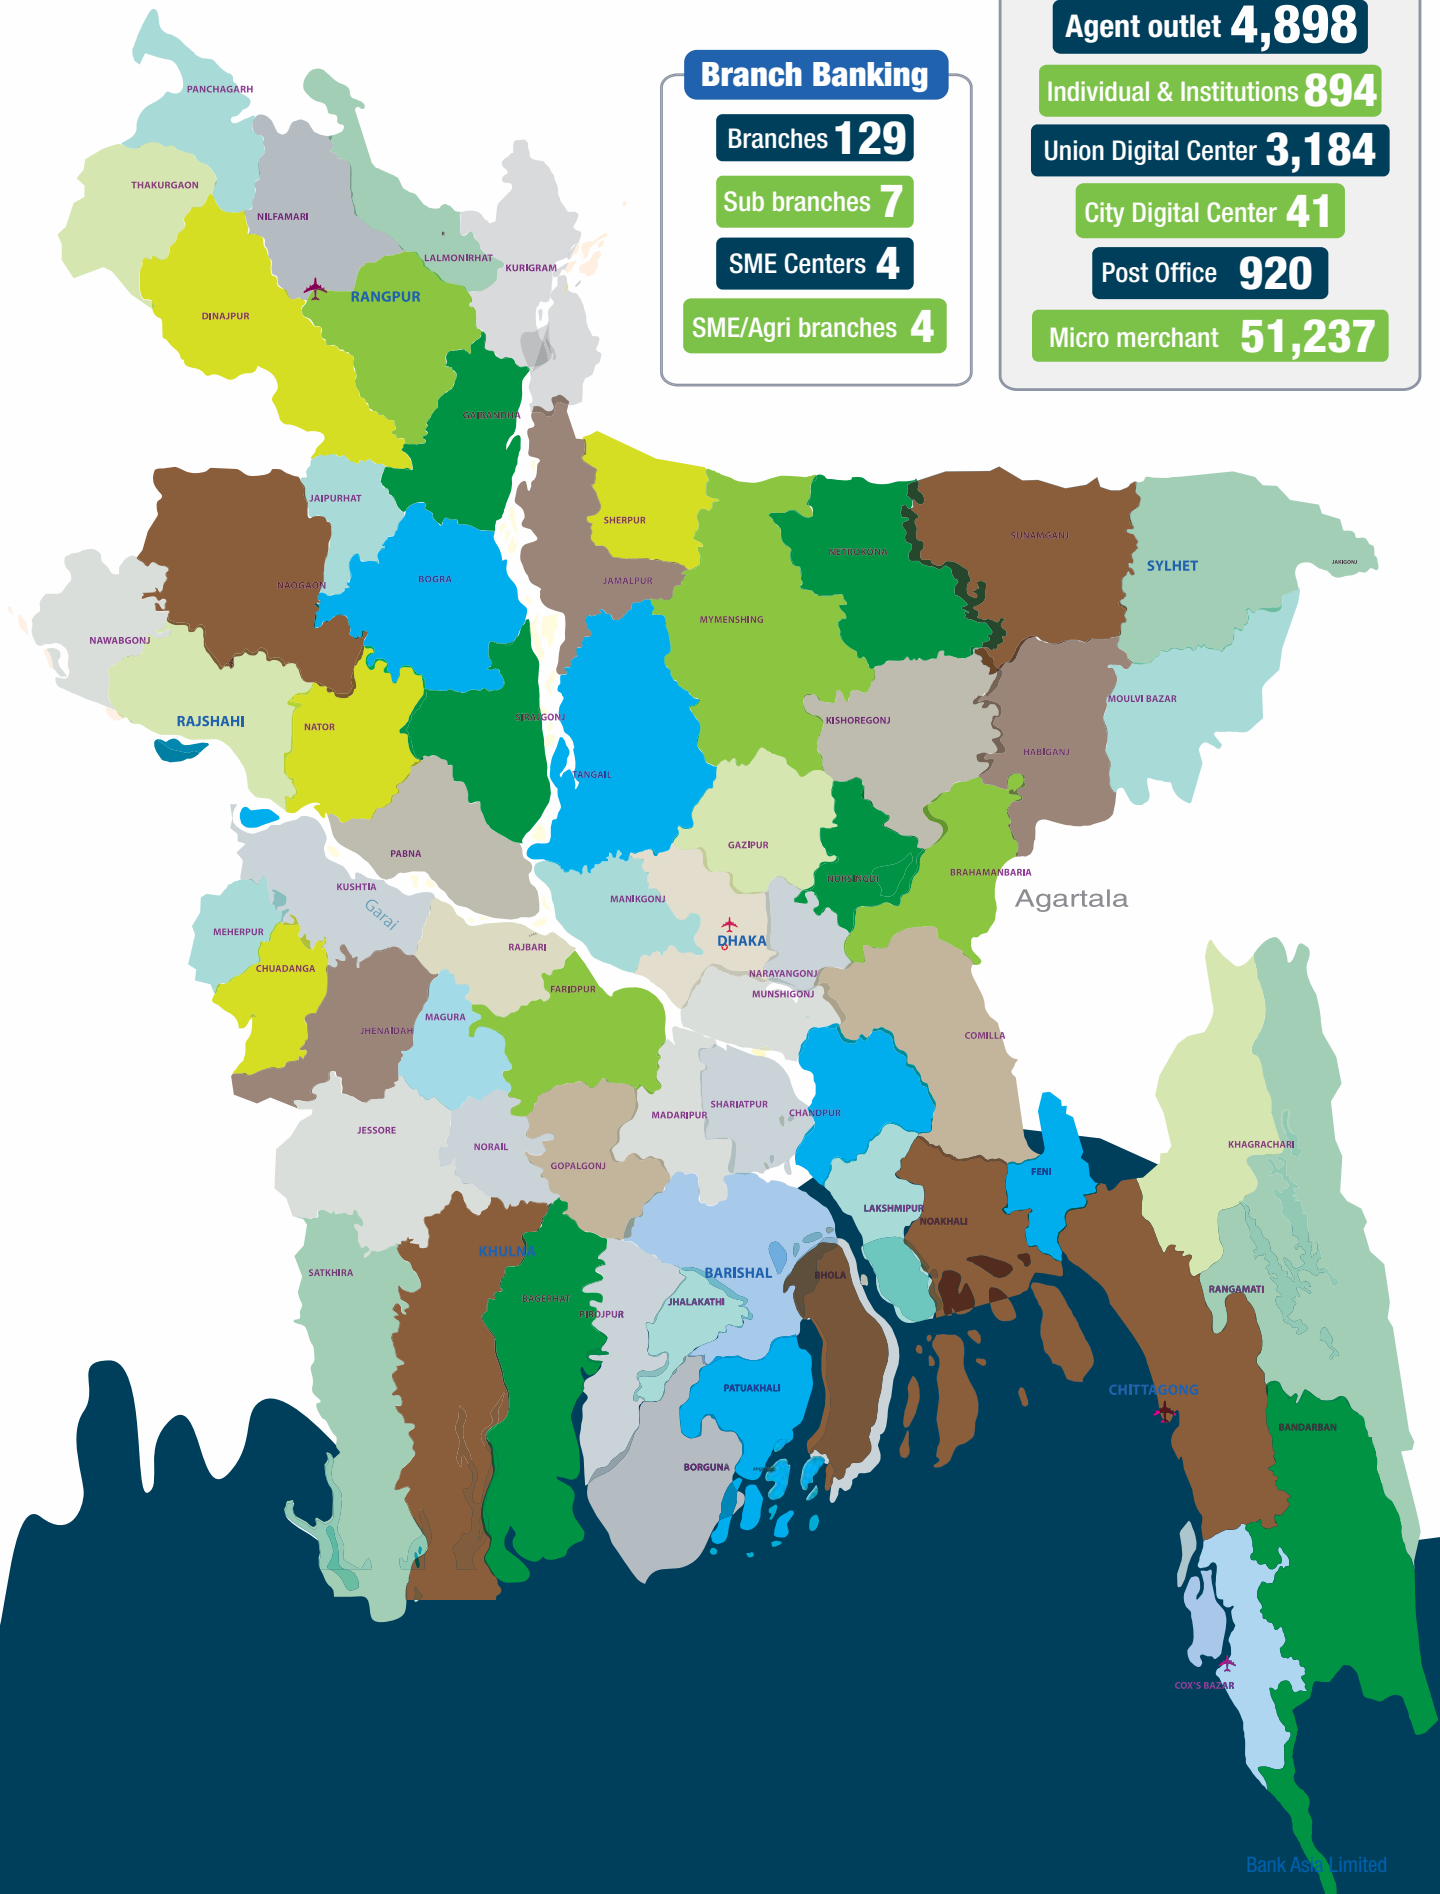 Agent outlet 4,898
Individual & Institutions 894
Union Digital Center 3,184
City Digital Center 41
Post Office 920
Micro merchant 51,237
Branch Banking
Branches 129
Sub branches 7
SME Centers 4
SME/Agri branches 4
PANCHAGARH
THAKURGAON
NILFAMARI
LALMONIRHAT
KURIGRAM
RANGPUR
DINAJPUR
GAIBANDHA
JAIPURHAT
SHERPUR
NETROKONA
SUNAMGANJ
SYLHET
JAKIGONJ
NAOGAON
BOGRA
JAMALPUR
MYMENSHING
NAWABGONJ
MOULVI BAZAR
RAJSHAHI
NATOR
SIRAJGONJ
KISHOREGONJ
HABIGANJ
TANGAIL
PABNA
GAZIPUR
NORSINGDI
BRAHAMANBARIA
KUSHTIA
MANIKGONJ
Agartala
Garai
MEHERPUR
RAJBARI
DHAKA
CHUADANGA
NARAYANGONJ
FARIDPUR
MUNSHIGONJ
JHENAIDAH
MAGURA
COMILLA
MADARIPUR
SHARIATPUR
CHANDPUR
JESSORE
NORAIL
GOPALGONJ
FENI
KHAGRACHARI
LAKSHMIPUR
NOAKHALI
KHULNA
SATKHIRA
BARISHAL
BHOLA
RANGAMATI
BAGERHAT
PIROJPUR
JHALAKATHI
PATUAKHALI
CHITTAGONG
BANDARBAN
BORGUNA
COX'S BAZAR
Bank Asia Limited